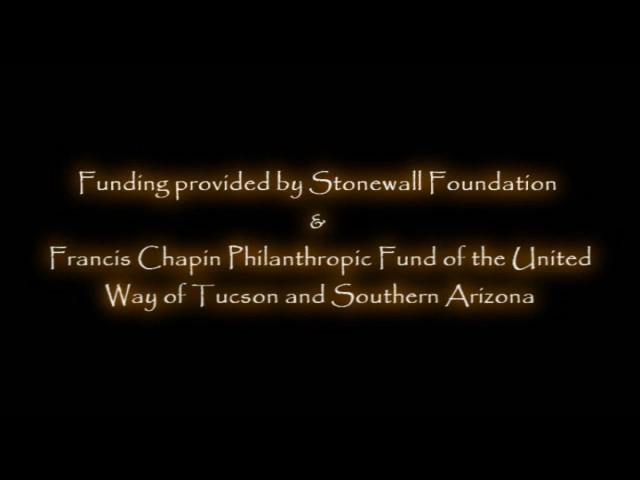 Funding provided by Stonewall Foundation
&
Francis Chapin Philanthropic Fund of the United
Way of Tucson and Southern Arizona